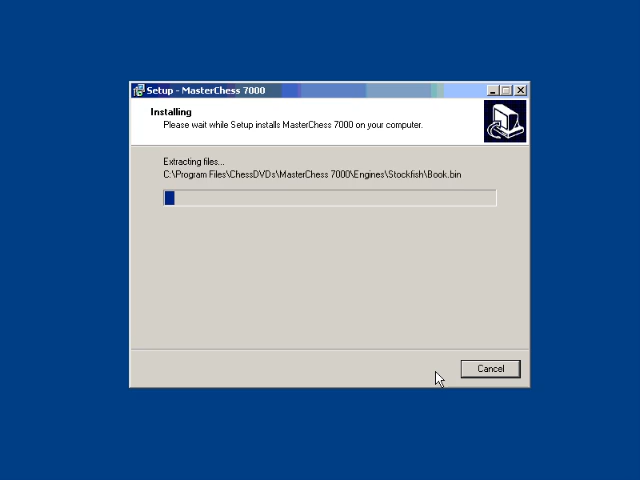 Setup - MasterChess 7000
Installing
Please wait while Setup installs MasterChess 7000 on your computer.
Extracting files...
C:\Program Files\ChessDVDs\MasterChess 7000\Engines\Stockfish\Book.bin
Cancel